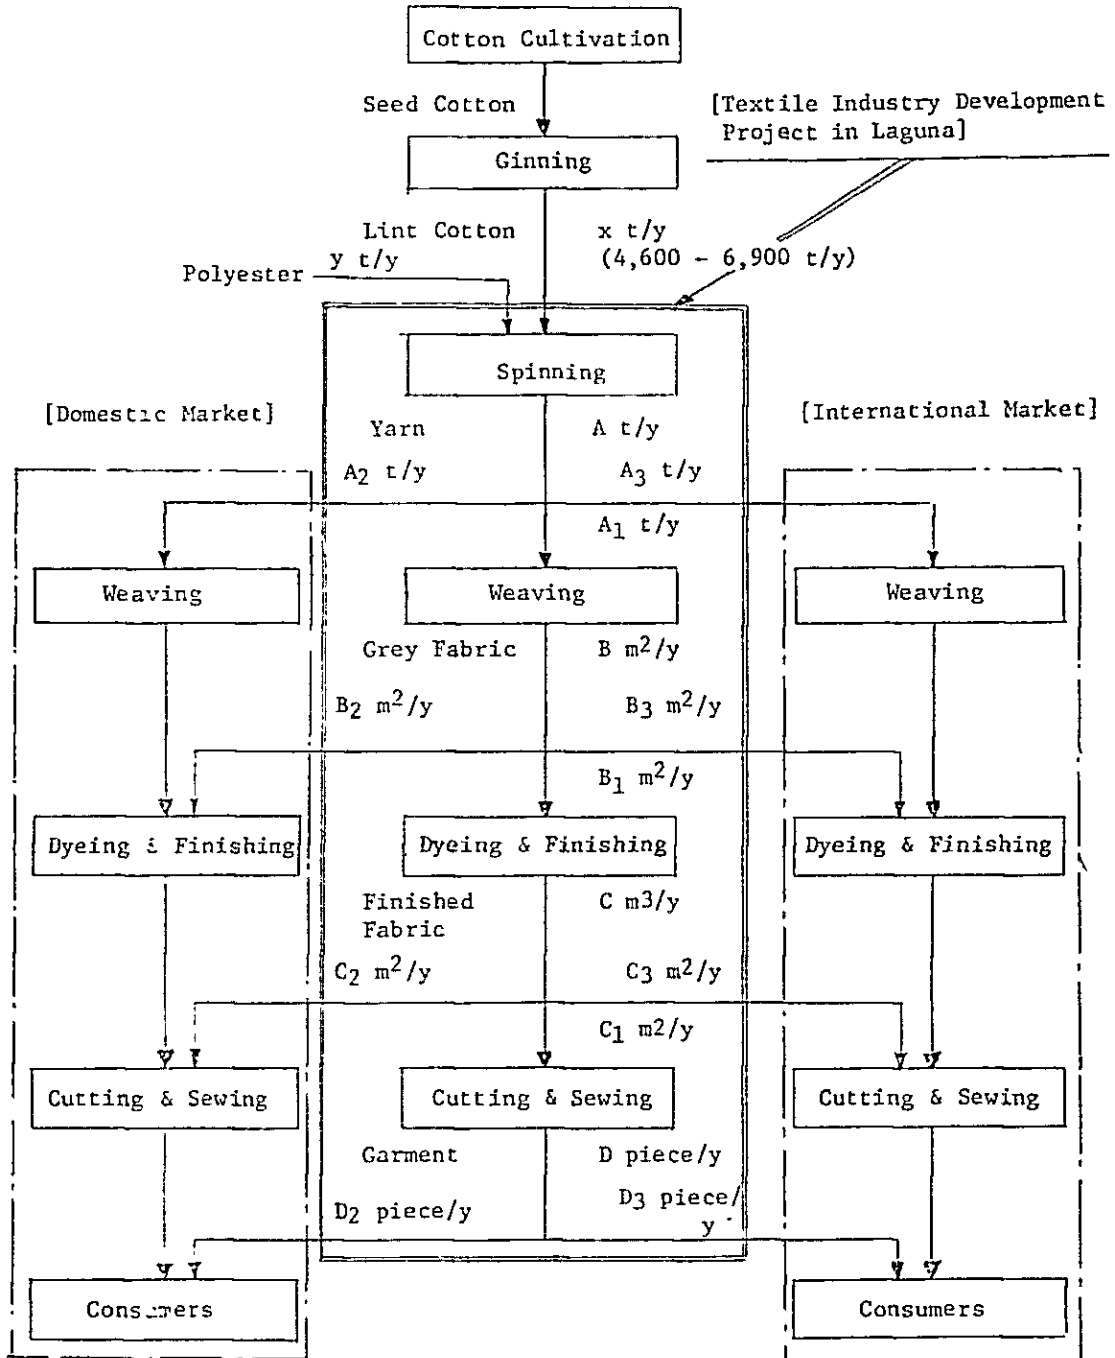 Cotton Cultivation
Seed Cotton
[Textile Industry Development
Project in Laguna]
Ginning
Lint Cotton
x t/y
(4,600 - 6,900 t/y)
Polyester
y t/y
Spinning
[Domestic Market]
[International Market]
Yarn
A t/y
A2 t/y
A3 t/y
A1 t/y
Weaving
Weaving
Weaving
Grey Fabric
B m2/y
B2 m2/y
B3 m2/y
B1 m2/y
Dyeing & Finishing
Dyeing & Finishing
Dyeing & Finishing
Finished
Fabric
C m3/y
C2 m2/y
C3 m2/y
C1 m2/y
Cutting & Sewing
Cutting & Sewing
Cutting & Sewing
Garment
D piece/y
D2 piece/y
D3 piece/
y
Consumers
Consumers